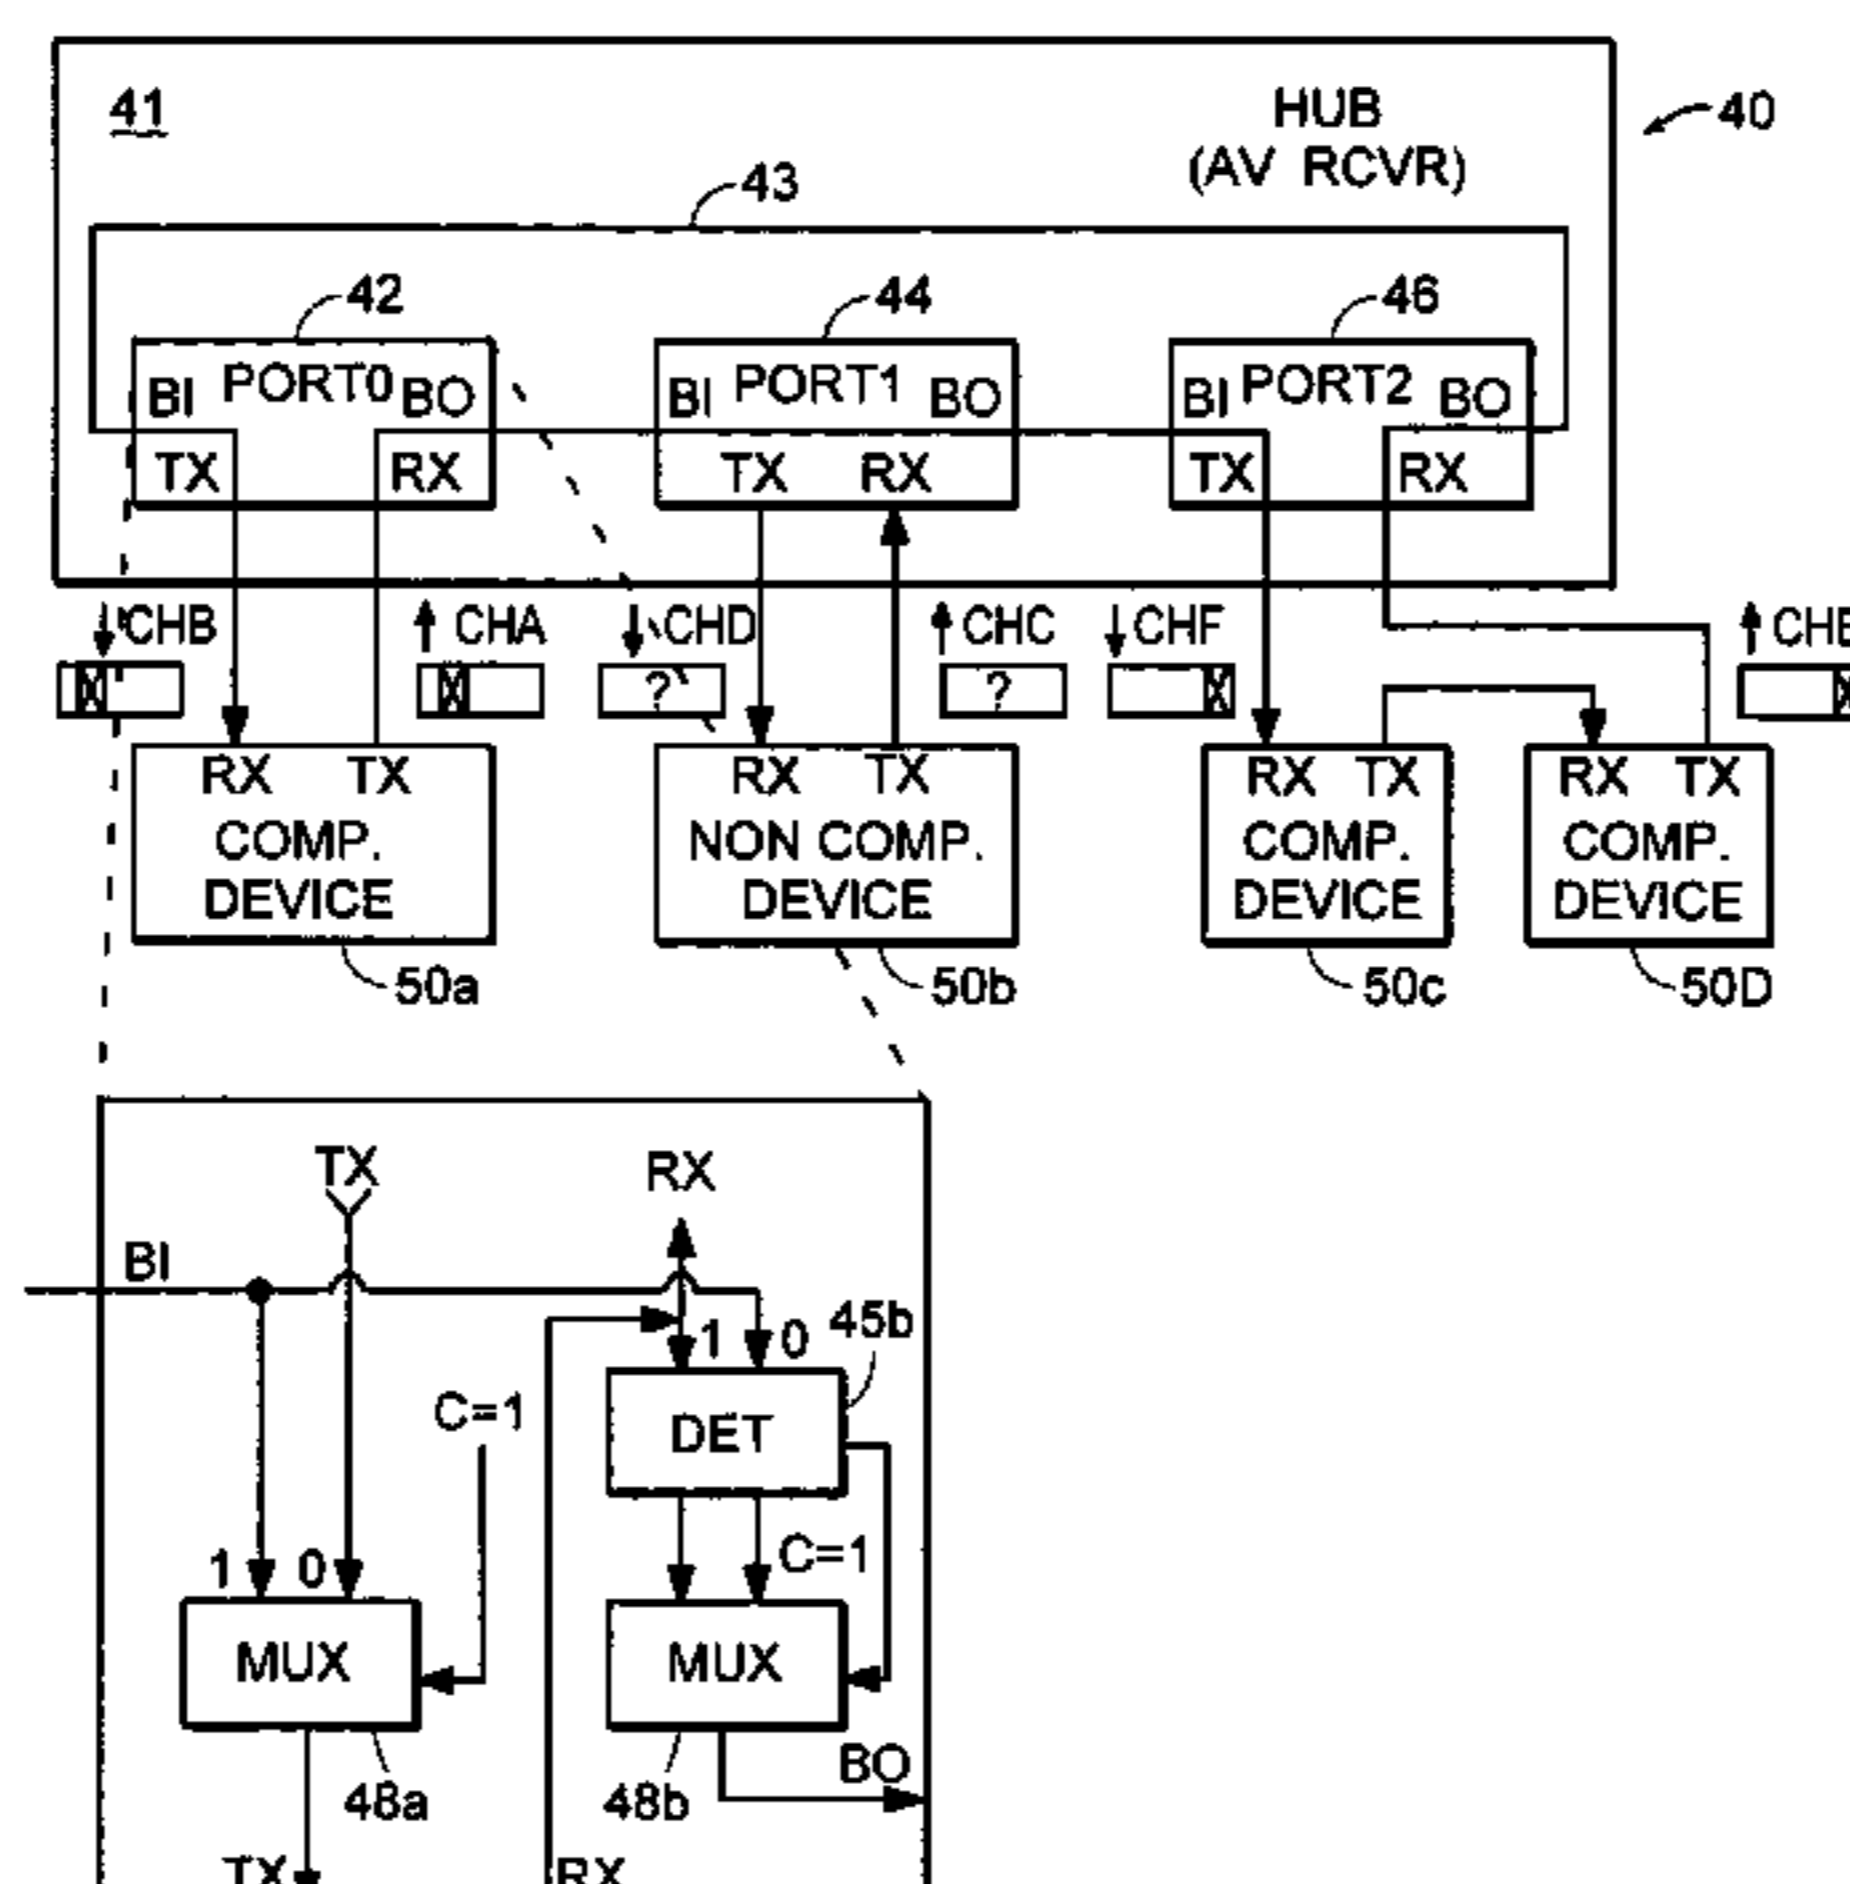 41
HUB
(AV RCVR)
40
43
42
44
46
BI PORT0 BO
TX RX
BI PORT1 BO
TX RX
BI PORT2 BO
TX RX
CHB
CHA
CHD
CHC
CHF
X
X
?
?
X
RX TX
COMP.
DEVICE
RX TX
NON COMP.
DEVICE
RX TX
COMP.
DEVICE
RX TX
COMP.
DEVICE
50a
50b
50c
50D
TX
RX
BI
1 0
45b
DET
C=1
C=1
1 0
MUX
MUX
48a
48b
BO
TX
RX